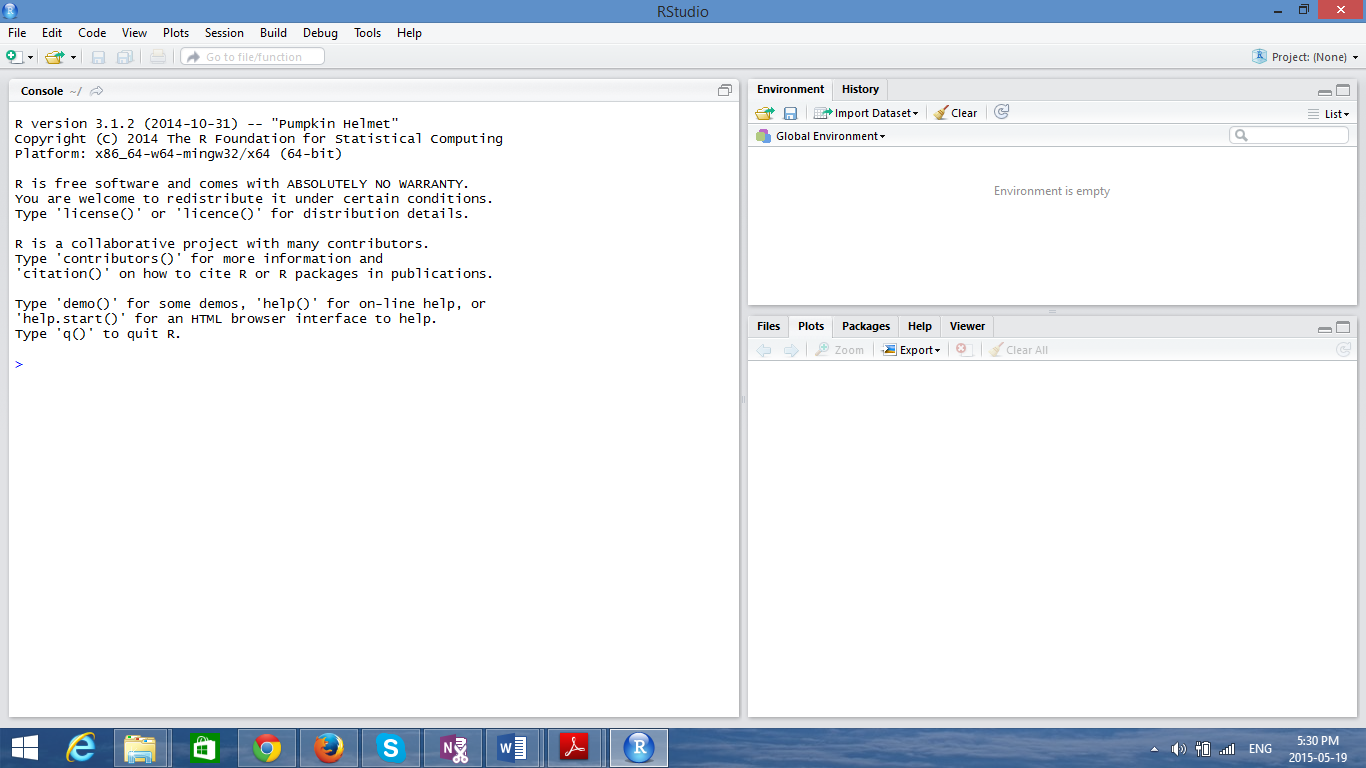 RStudio
File Edit Code View Plots Session Build Debug Tools Help
Go to file/function
Project: (None)
Console ~/
R version 3.1.2 (2014-10-31) -- "Pumpkin Helmet"
Copyright (C) 2014 The R Foundation for Statistical Computing
Platform: x86_64-w64-mingw32/x64 (64-bit)
R is free software and comes with ABSOLUTELY NO WARRANTY.
You are welcome to redistribute it under certain conditions.
Type 'license()' or 'licence()' for distribution details.
R is a collaborative project with many contributors.
Type 'contributors()' for more information and
'citation()' on how to cite R or R packages in publications.
Type 'demo()' for some demos, 'help()' for on-line help, or
'help.start()' for an HTML browser interface to help.
Type 'q()' to quit R.
>
Environment History
Import Dataset Clear List
Global Environment
Environment is empty
Files Plots Packages Help Viewer
Zoom Export Clear All
ENG
5:30 PM
2015-05-19